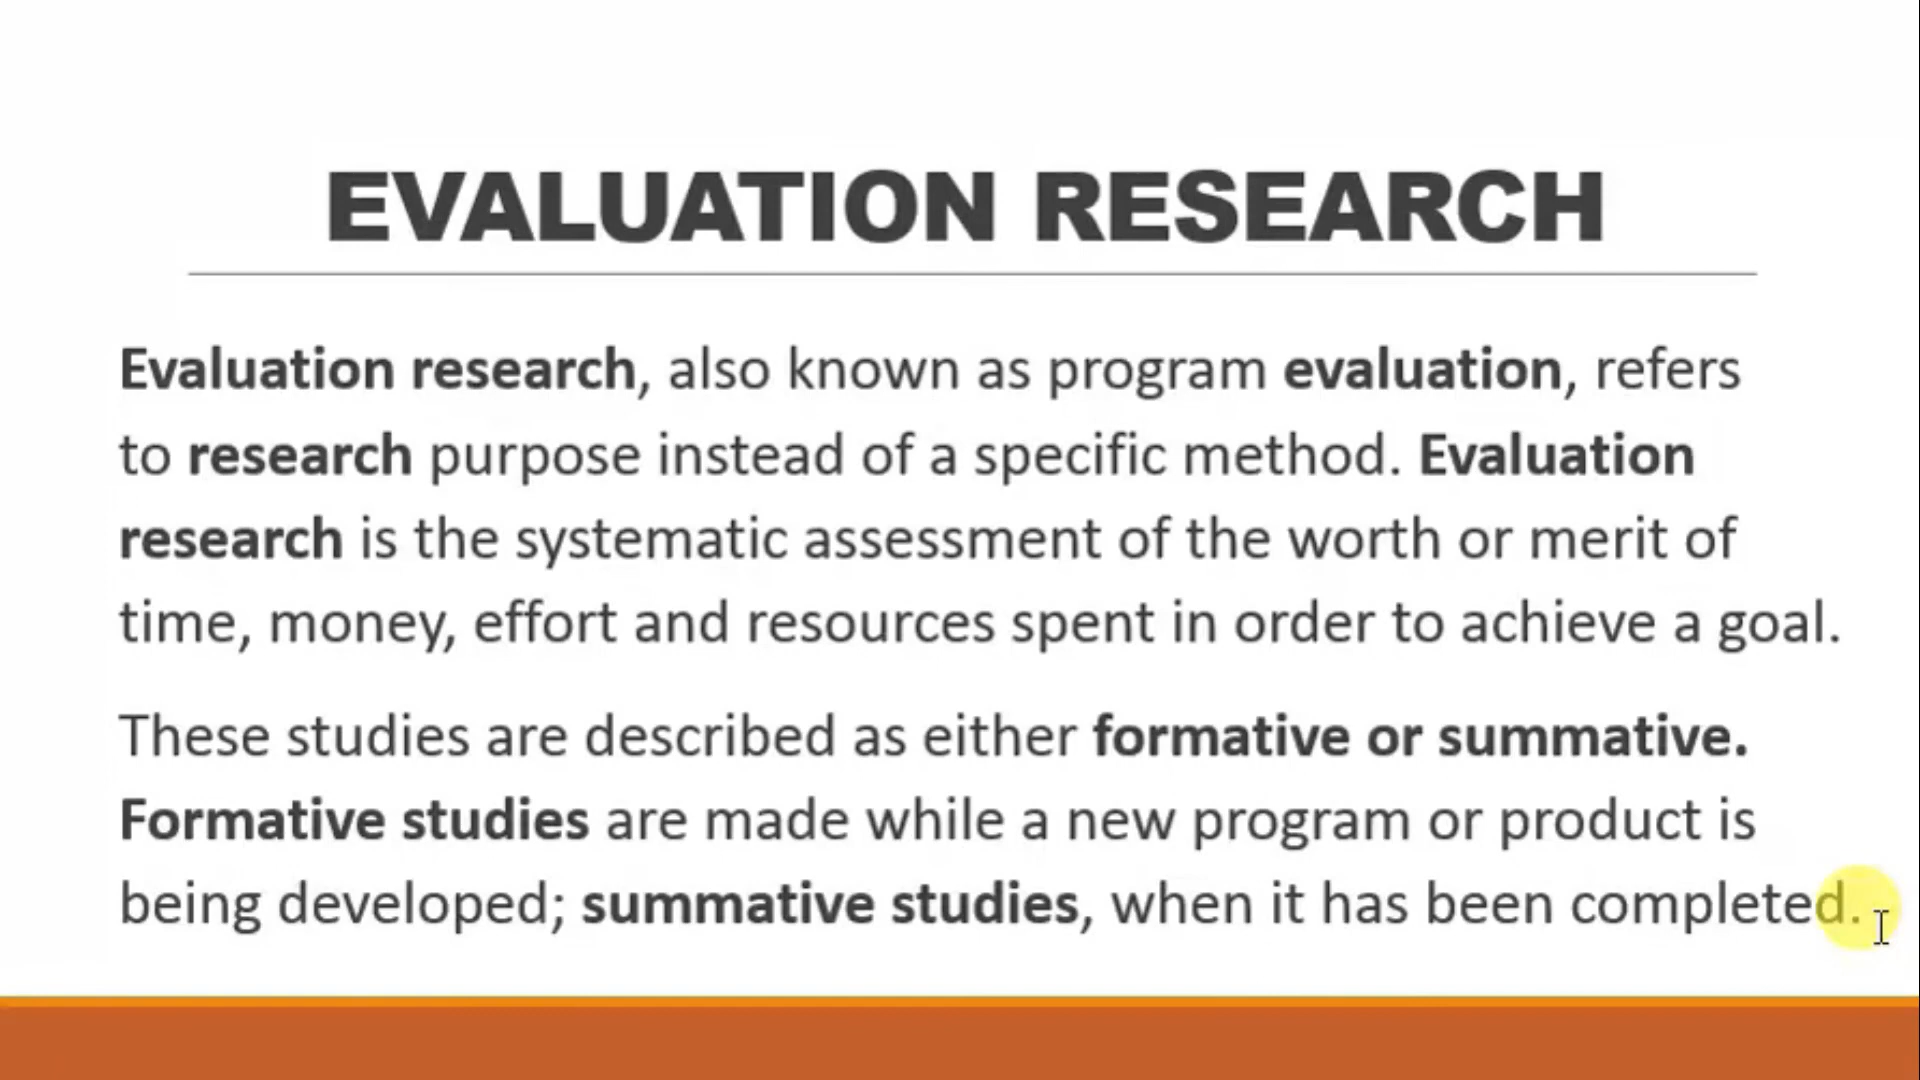 EVALUATION RESEARCH
Evaluation research, also known as program evaluation, refers
to research purpose instead of a specific method. Evaluation
research is the systematic assessment of the worth or merit of
time, money, effort and resources spent in order to achieve a goal.
These studies are described as either formative or summative.
Formative studies are made while a new program or product is
being developed; summative studies, when it has been completed.